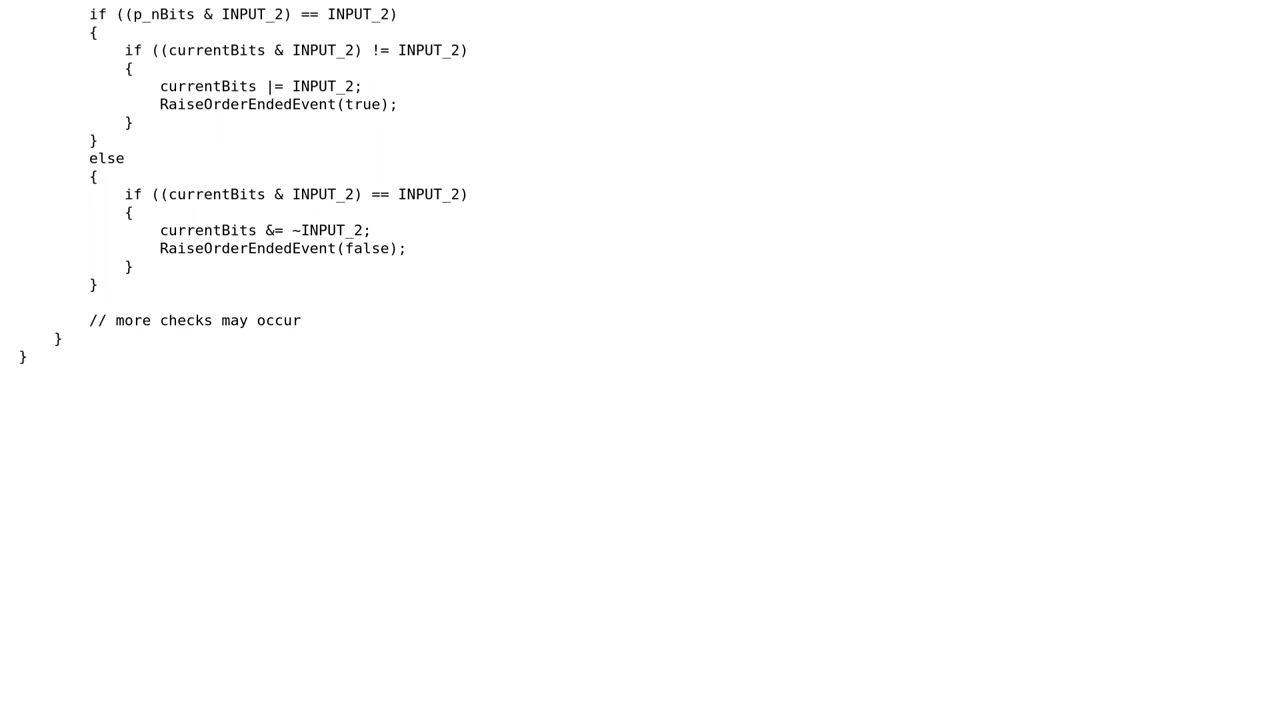 if ((p_nBits & INPUT_2) == INPUT_2)
        {
            if ((currentBits & INPUT_2) != INPUT_2)
            {
                currentBits |= INPUT_2;
                RaiseOrderEndedEvent(true);
            }
        }
        else
        {
            if ((currentBits & INPUT_2) == INPUT_2)
            {
                currentBits &= ~INPUT_2;
                RaiseOrderEndedEvent(false);
            }
        }

        // more checks may occur
    }
}